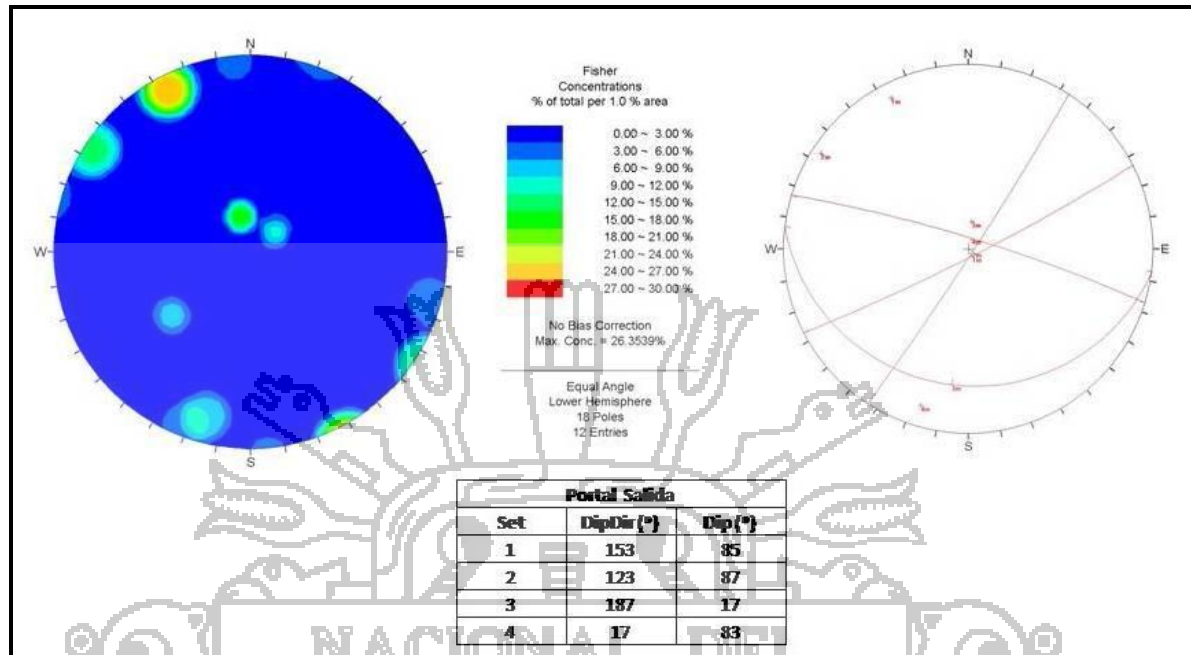 N
W
E
S
Fisher
Concentrations
% of total per 1.0 % area
0.00 ~ 3.00 %
3.00 ~ 6.00 %
6.00 ~ 9.00 %
9.00 ~ 12.00 %
12.00 ~ 15.00 %
15.00 ~ 18.00 %
18.00 ~ 21.00 %
21.00 ~ 24.00 %
24.00 ~ 27.00 %
27.00 ~ 30.00 %
No Bias Correction
Max. Conc. = 26.3539%
Equal Angle
Lower Hemisphere
18 Poles
12 Entries
N
W
E
S
Portal Salida
Set DipDir(°) Dip(°)
1 153 85
2 123 87
3 187 17
4 17 83
NACIONAL DEL